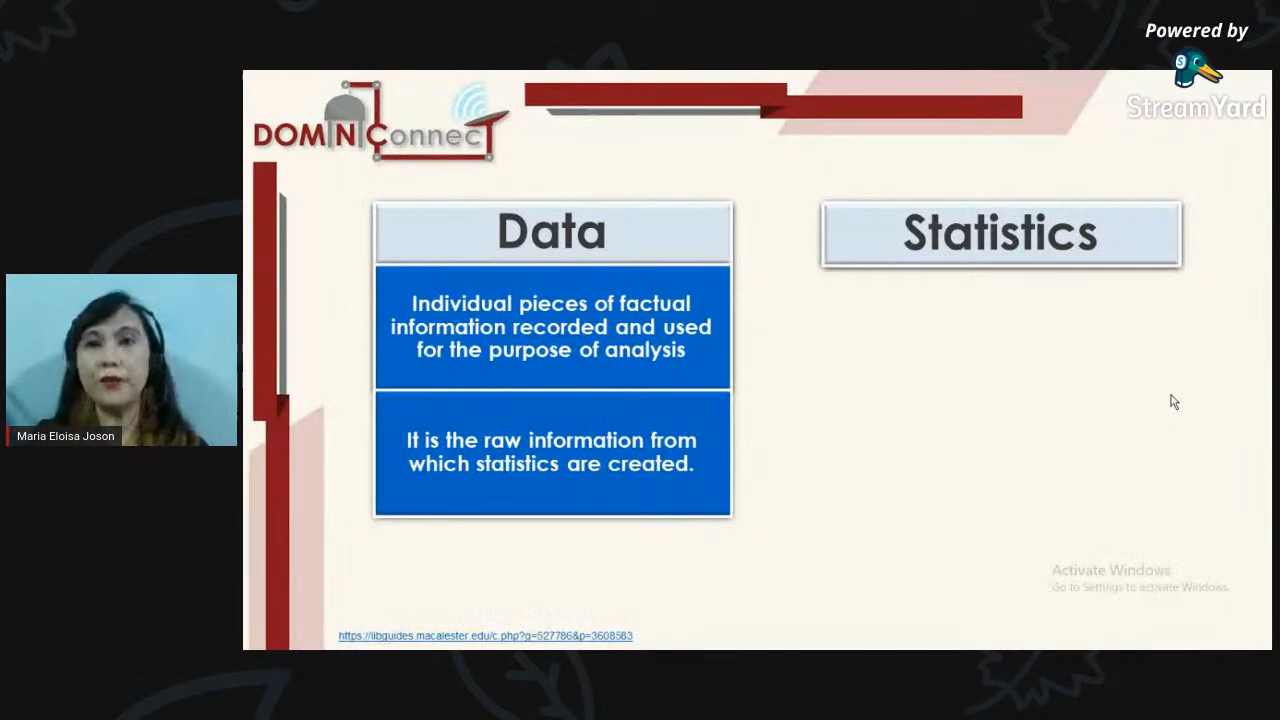 Powered by
StreamYard
DOMINIConnecT
Data
Statistics
Individual pieces of factual
information recorded and used
for the purpose of analysis
It is the raw information from
which statistics are created.
Maria Eloisa Joson
Activate Windows
Go to Settings to activate Windows.
https://libguides.macalester.edu/c.php?g=527786&p=3608583